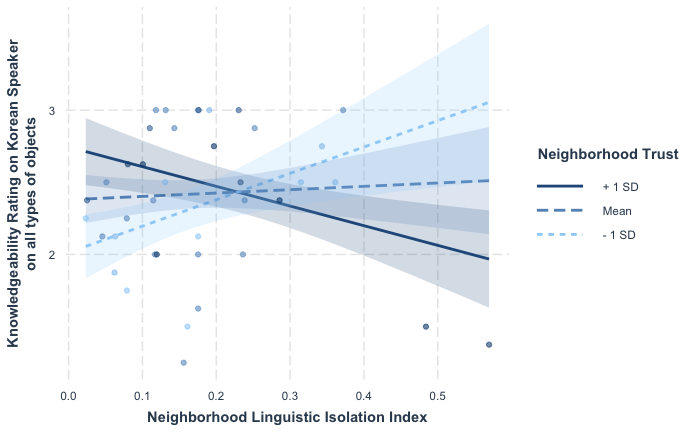 Knowledgeability Rating on Korean Speaker
on all types of objects
3
2
0.0 0.1 0.2 0.3 0.4 0.5
Neighborhood Linguistic Isolation Index
Neighborhood Trust
+ 1 SD
Mean
- 1 SD